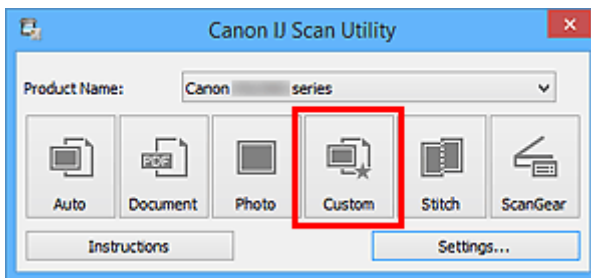 Canon IJ Scan Utility
Product Name: Canon series
PDF
Auto Document Photo Custom Stitch ScanGear
Instructions Settings...